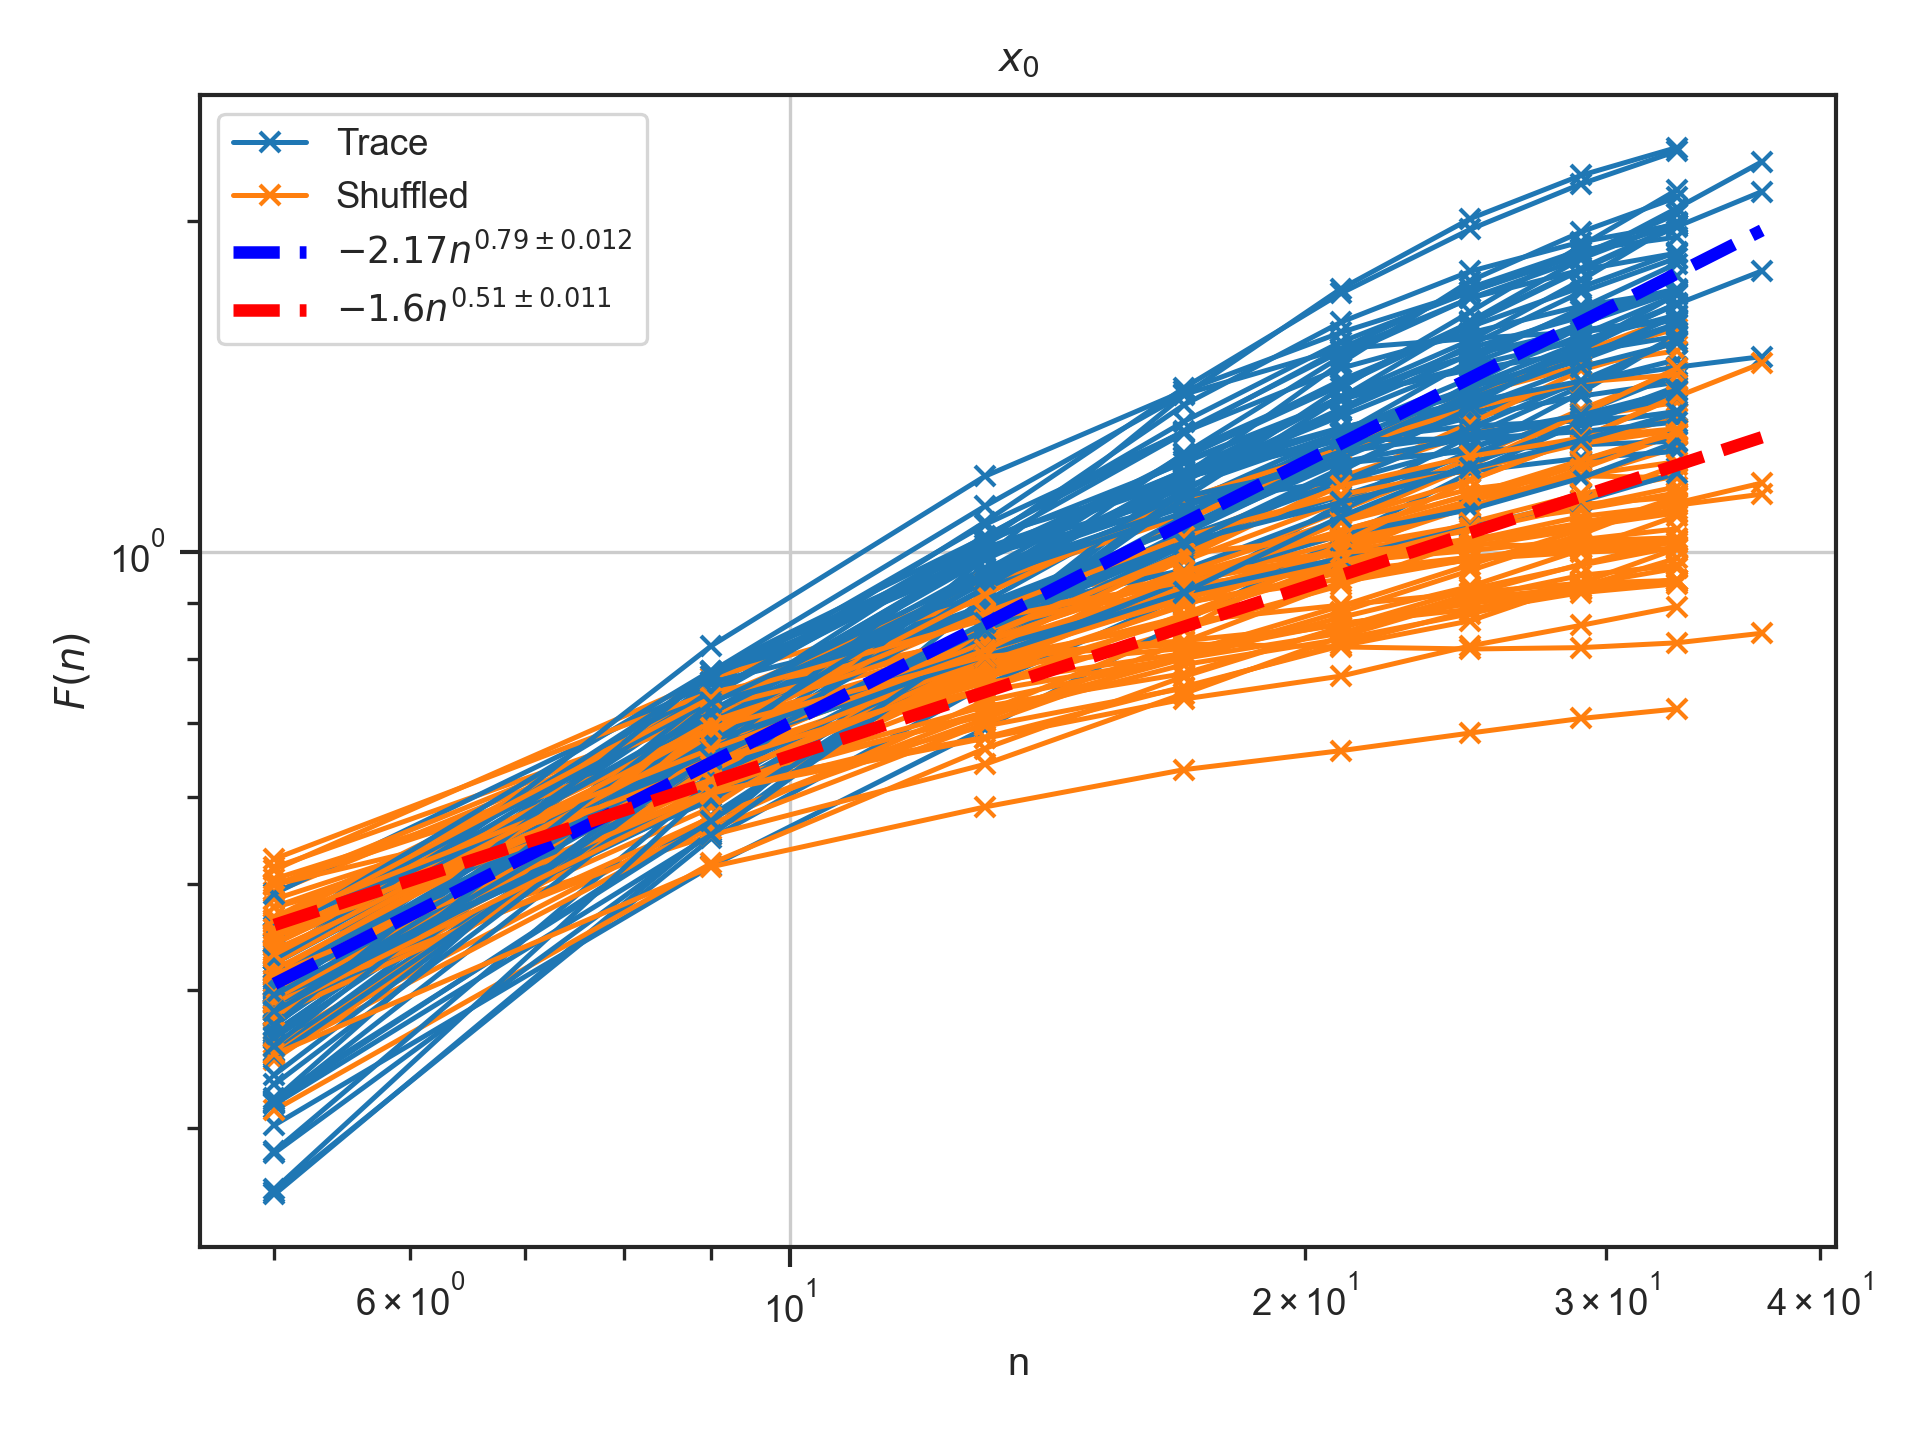 x₀
Trace
Shuffled
−2.17n^{0.79±0.012}
−1.6n^{0.51±0.011}
F(n)
10⁰
6×10⁰
10¹
2×10¹
3×10¹
4×10¹
n